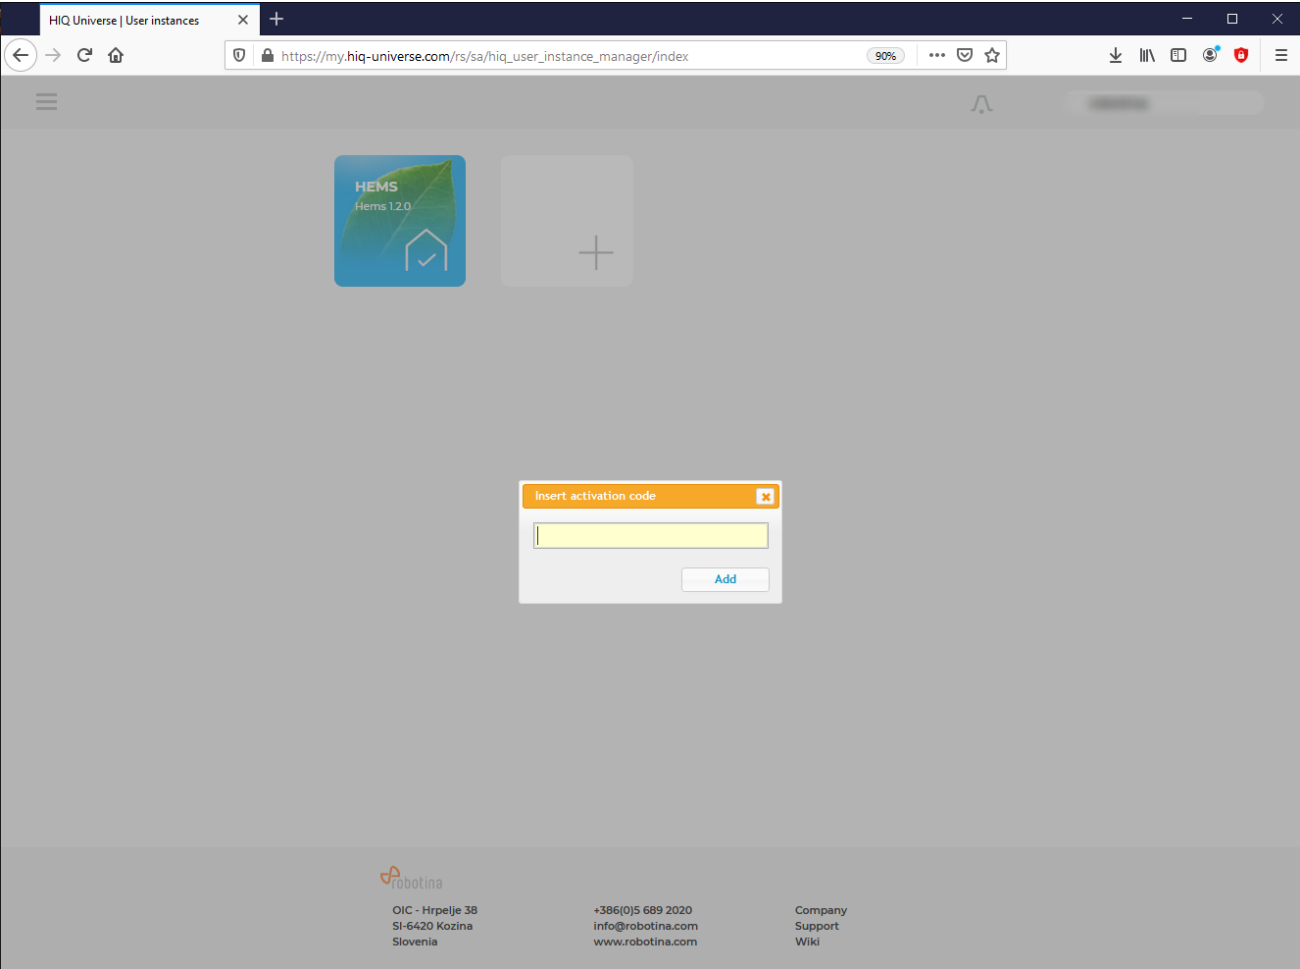 HIQ Universe | User instances
https://my.hiq-universe.com/rs/sa/hiq_user_instance_manager/index
90%
HEMS
Hems 1.2.0
Insert activation code
Add
robotina
OIC - Hrpelje 38
SI-6420 Kozina
Slovenia
+386(0)5 689 2020
info@robotina.com
www.robotina.com
Company
Support
Wiki